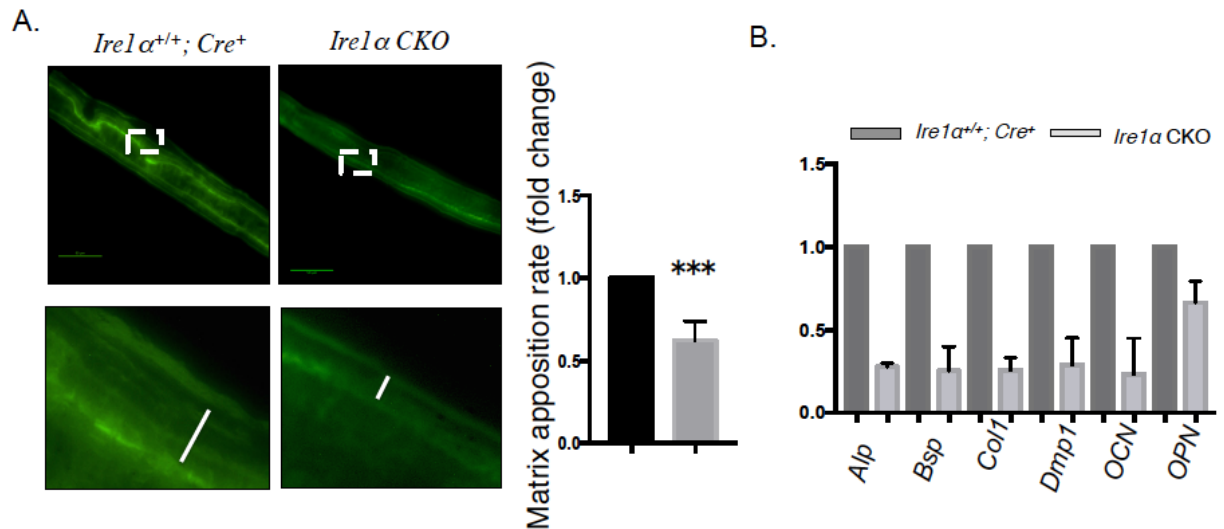 A.
Ire1α+/+; Cre+
Ire1α CKO
Matrix apposition rate (fold change)
1.5
1.0
0.5
0.0
***
B.
Ire1α+/+; Cre+
Ire1α CKO
1.5
1.0
0.5
0.0
Alp
Bsp
Col1
Dmp1
OCN
OPN